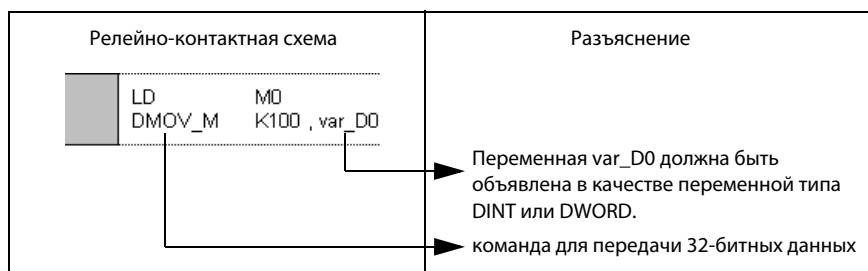 Релейно-контактная схема
Разъяснение
LD M0
DMOV_M K100 , var_D0
Переменная var_D0 должна быть
объявлена в качестве переменной типа
DINT или DWORD.
команда для передачи 32-битных данных